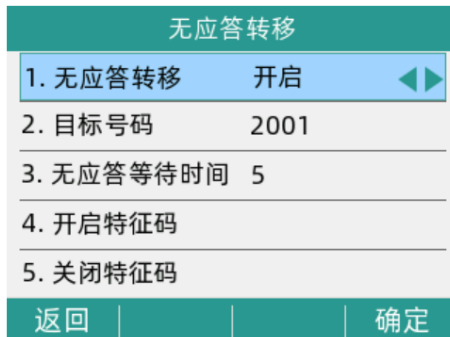 无应答转移
1. 无应答转移 开启
2. 目标号码 2001
3. 无应答等待时间 5
4. 开启特征码
5. 关闭特征码
返回 确定